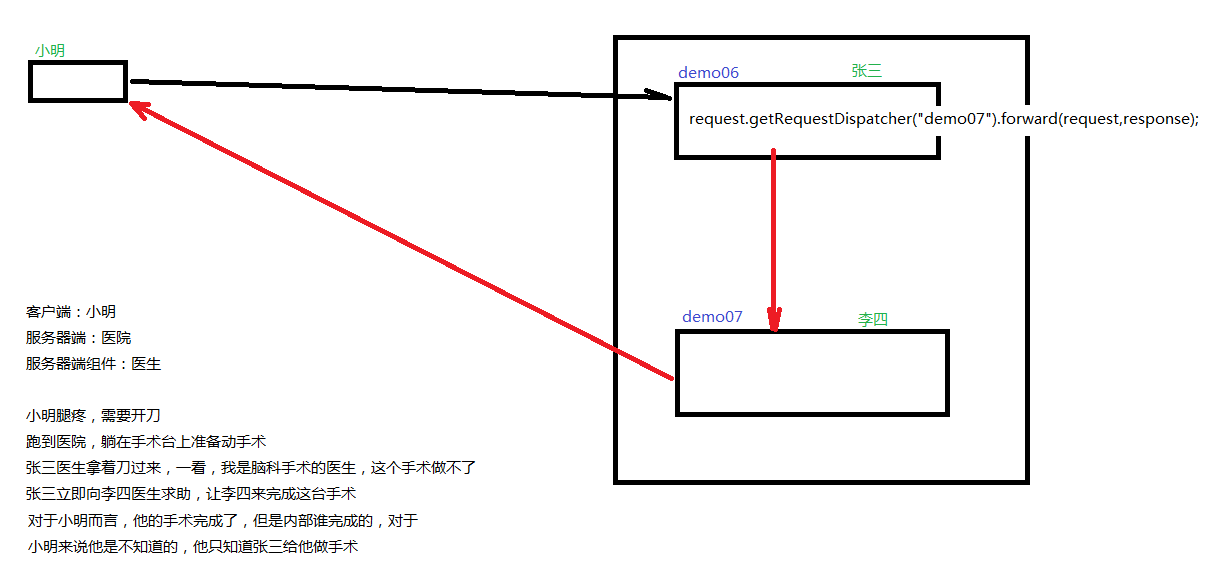 小明
demo06
张三
request.getRequestDispatcher("demo07").forward(request,response);
demo07
李四
客户端：小明
服务器端：医院
服务器端组件：医生
小明腿疼，需要开刀
跑到医院，躺在手术台上准备动手术
张三医生拿着刀过来，一看，我是脑科手术的医生，这个手术做不了
张三立即向李四医生求助，让李四来完成这台手术
对于小明而言，他的手术完成了，但是内部谁完成的，对于
小明来说他是不知道的，他只知道张三给他做手术